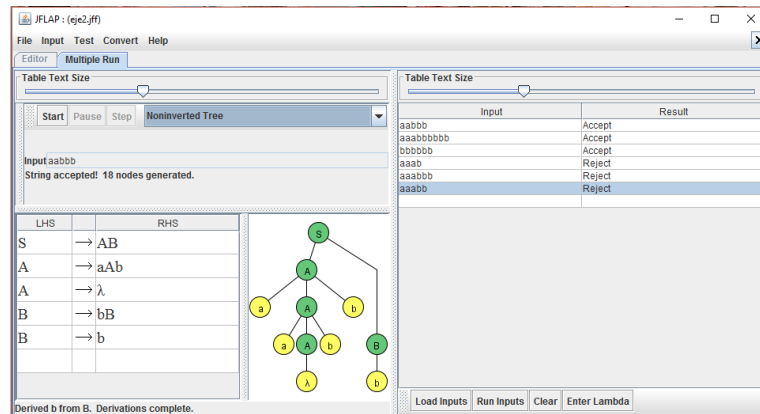 JFLAP : (eje2.jff)
File Input Test Convert Help
Editor Multiple Run
Table Text Size
Start Pause Step Noninverted Tree
Input aabbb
String accepted! 18 nodes generated.
LHS RHS
S → AB
A → aAb
A → λ
B → bB
B → b
S
A
a A b
a A b B
λ b
Derived b from B. Derivations complete.
Table Text Size
Input Result
aabbb Accept
aaabbbbbb Accept
bbbbbb Accept
aaab Reject
aaabbb Reject
aaabb Reject
Load Inputs Run Inputs Clear Enter Lambda